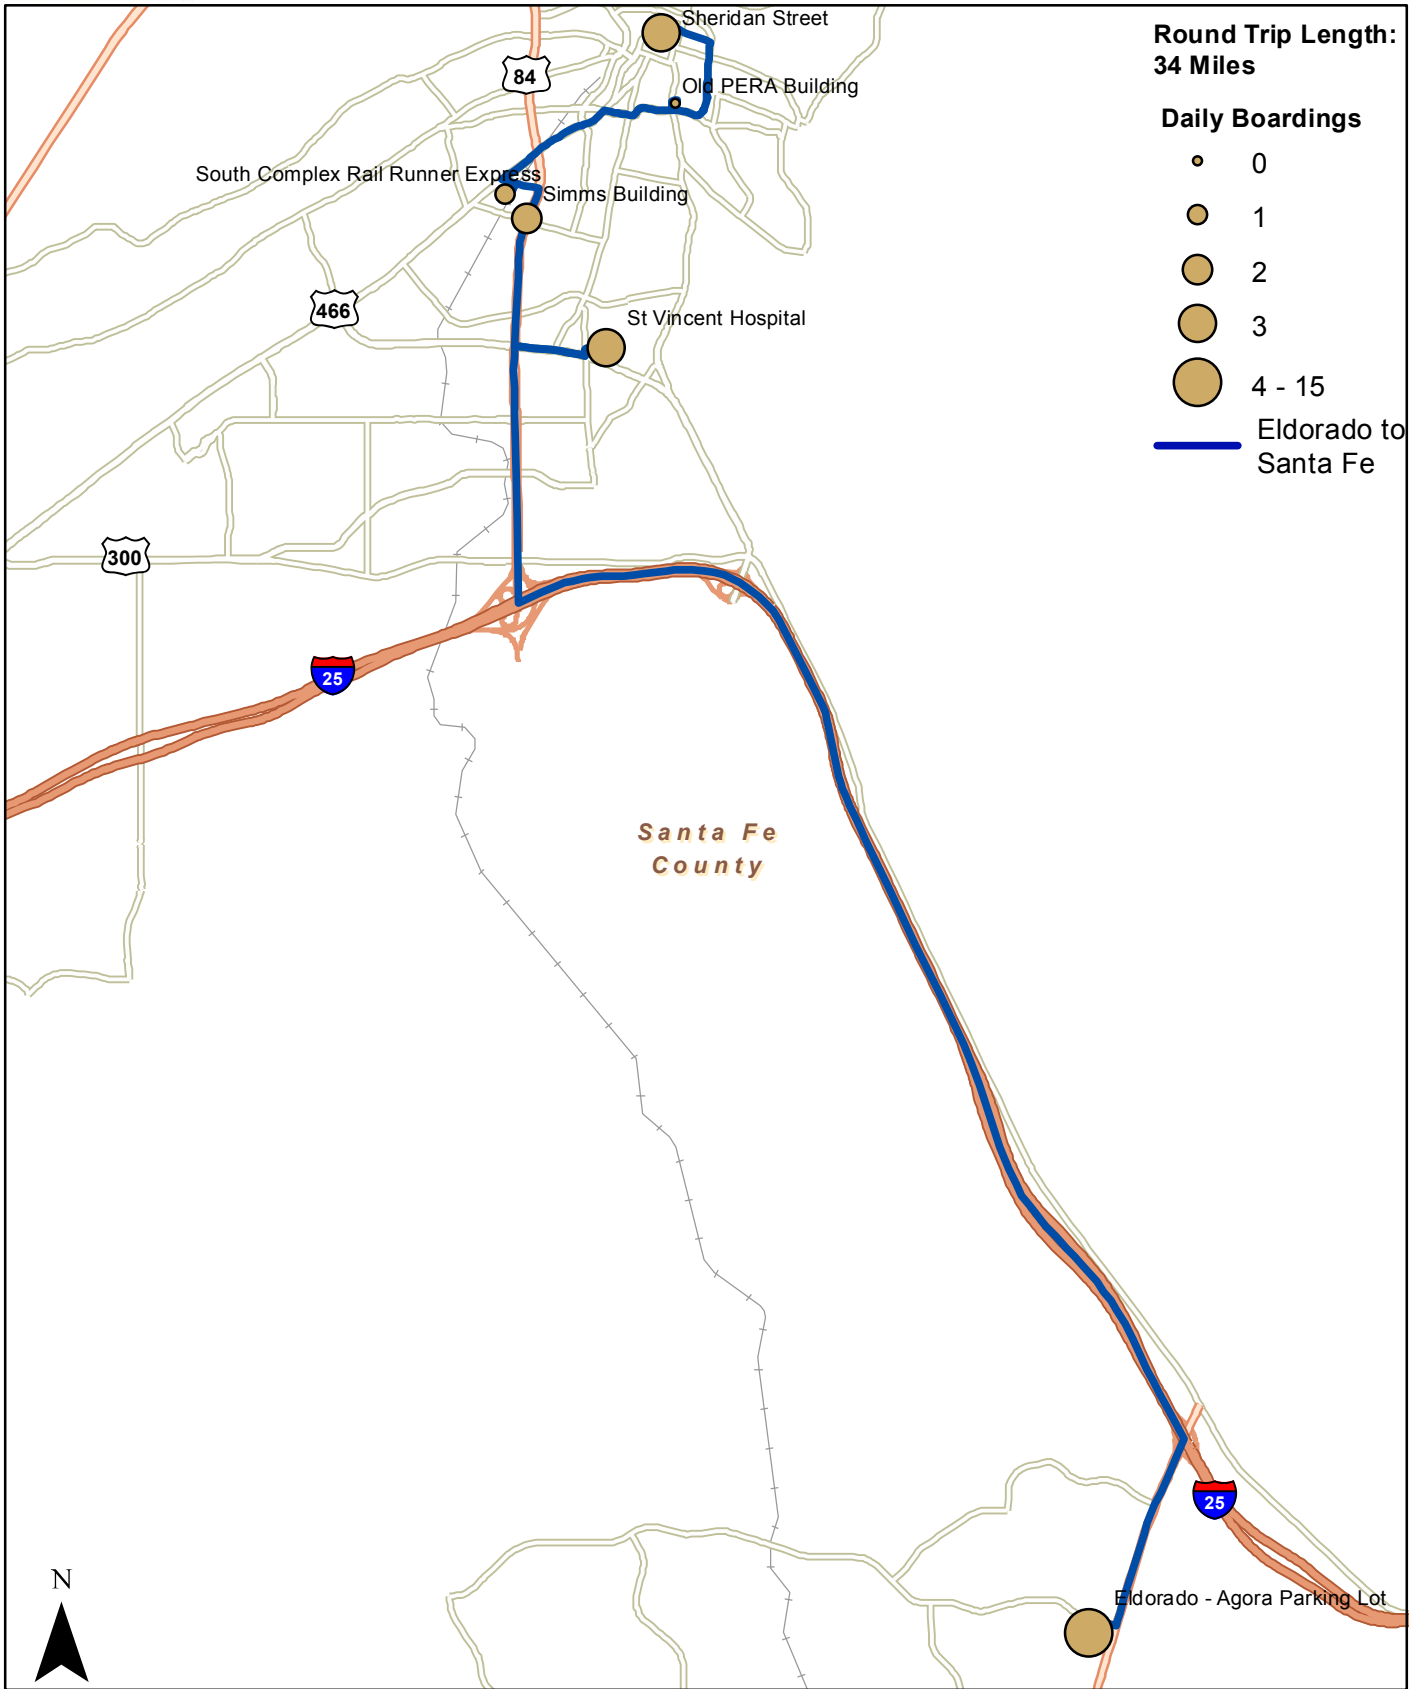 Sheridan Street
Round Trip Length:
34 Miles
84
Old PERA Building
Daily Boardings
0
South Complex Rail Runner Express
Simms Building
1
2
466
St Vincent Hospital
3
4 - 15
Eldorado to
Santa Fe
300
25
Santa Fe
County
25
N
Eldorado - Agora Parking Lot